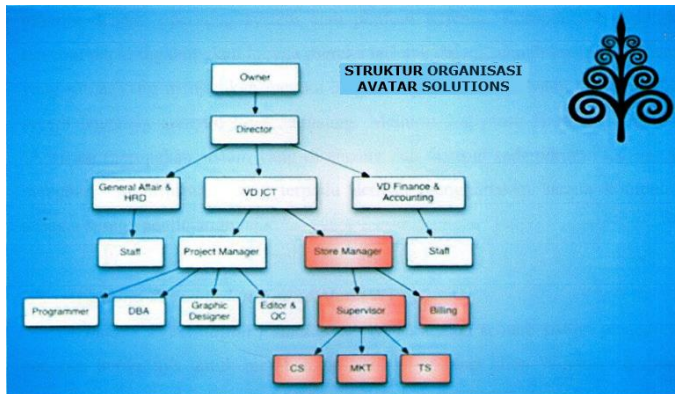 STRUKTUR ORGANISASI
AVATAR SOLUTIONS
Owner
Director
General Affair &
HRD
VD ICT
VD Finance &
Accounting
Staff
Project Manager
Store Manager
Staff
Programmer
DBA
Graphic
Designer
Editor &
QC
Supervisor
Billing
CS
MKT
TS